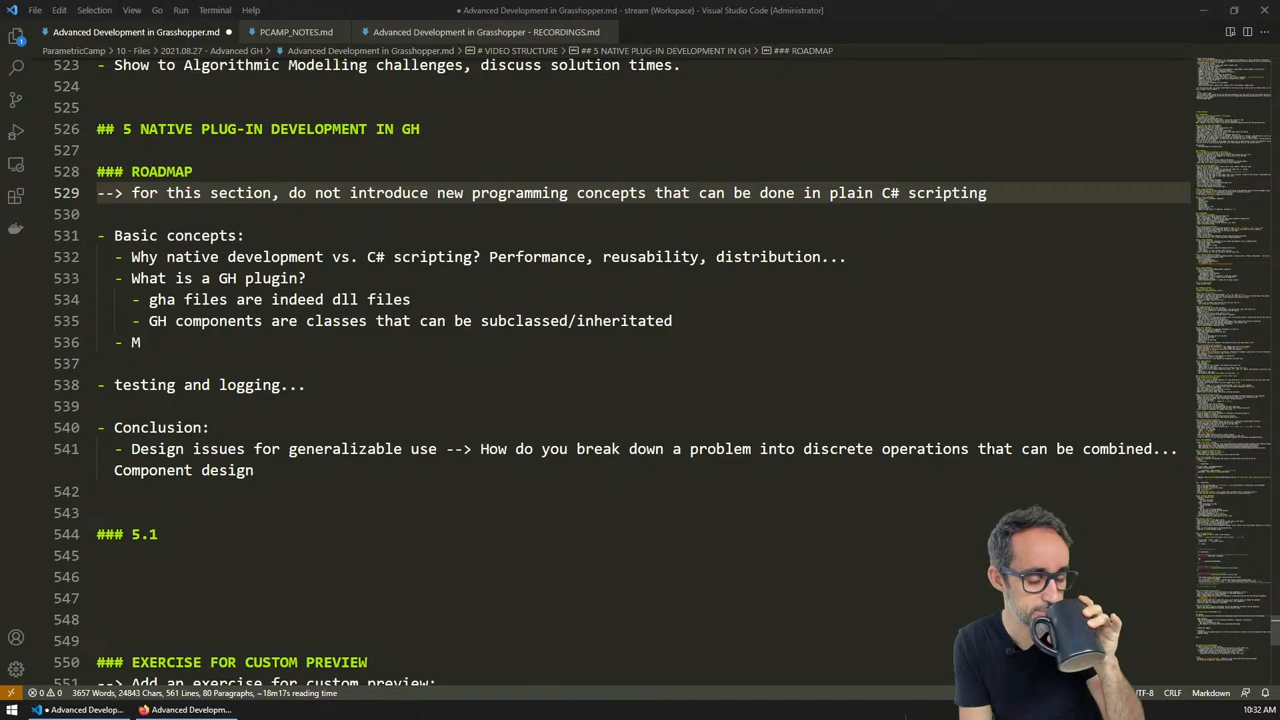 File Edit Selection View Go Run Terminal Help
● Advanced Development in Grasshopper.md - stream (Workspace) - Visual Studio Code [Administrator]
Advanced Development in Grasshopper.md ● PCAMP_NOTES.md Advanced Development in Grasshopper - RECORDINGS.md
ParametricCamp > 10 - Files > 2021.08.27 - Advanced GH > Advanced Development in Grasshopper.md > # VIDEO STRUCTURE > ## 5 NATIVE PLUG-IN DEVELOPMENT IN GH > ### ROADMAP
523 - Show to Algorithmic Modelling challenges, discuss solution times.
524
525
526 ## 5 NATIVE PLUG-IN DEVELOPMENT IN GH
527
528 ### ROADMAP
529 --> for this section, do not introduce new programming concepts that can be done in plain C# scripting
530
531 - Basic concepts:
532 - Why native development vs. C# scripting? Performance, reusability, distribution...
533 - What is a GH plugin?
534 - gha files are indeed dll files
535 - GH components are classes that can be subclassed/inheritated
536 - M
537
538 - testing and logging...
539
540 - Conclusion:
541 - Design issues for generalizable use --> How do you break down a problem into discrete operations that can be combined...
Component design
542
543
544 ### 5.1
545
546
547
548
549
550 ### EXERCISE FOR CUSTOM PREVIEW
551 --> Add an exercise for custom preview:
0 0 3657 Words, 24843 Chars, 561 Lines, 80 Paragraphs, ~18m17s reading time
UTF-8 CRLF Markdown
● Advanced Develop... Advanced Developm...
10:32 AM